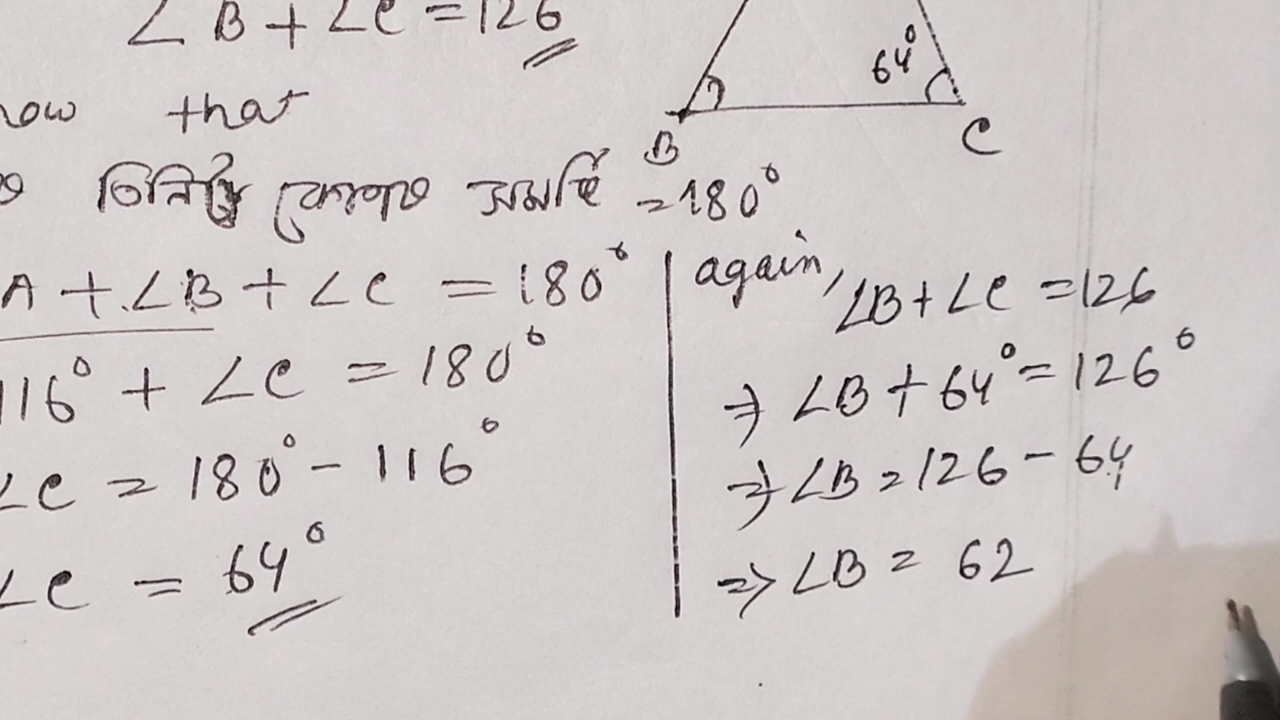 ∠B + ∠C = 126
64°
B
C
now that
তিনটি কোণের সমষ্টি = 180°
A + ∠B + ∠C = 180°
116° + ∠C = 180°
∠C = 180° - 116°
∠C = 64°
again, ∠B + ∠C = 126
⇒ ∠B + 64° = 126°
⇒ ∠B = 126 - 64
⇒ ∠B = 62